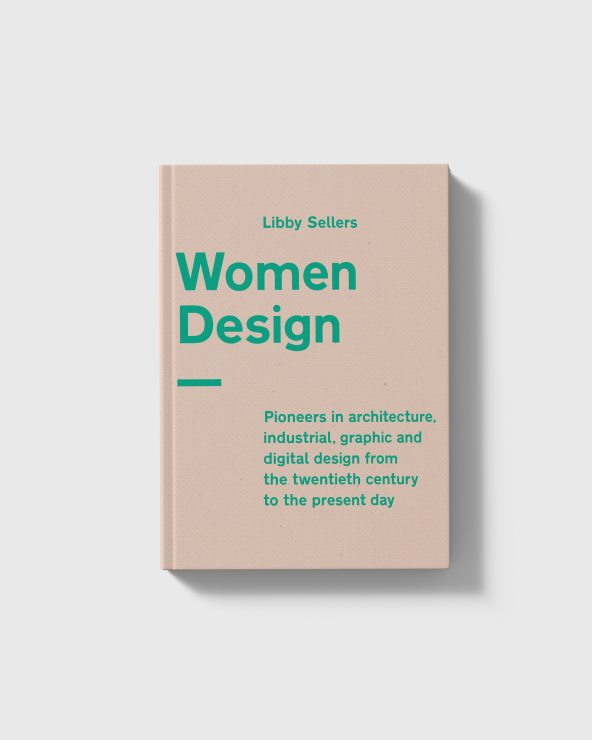 Libby Sellers
Women
Design
Pioneers in architecture,
industrial, graphic and
digital design from
the twentieth century
to the present day